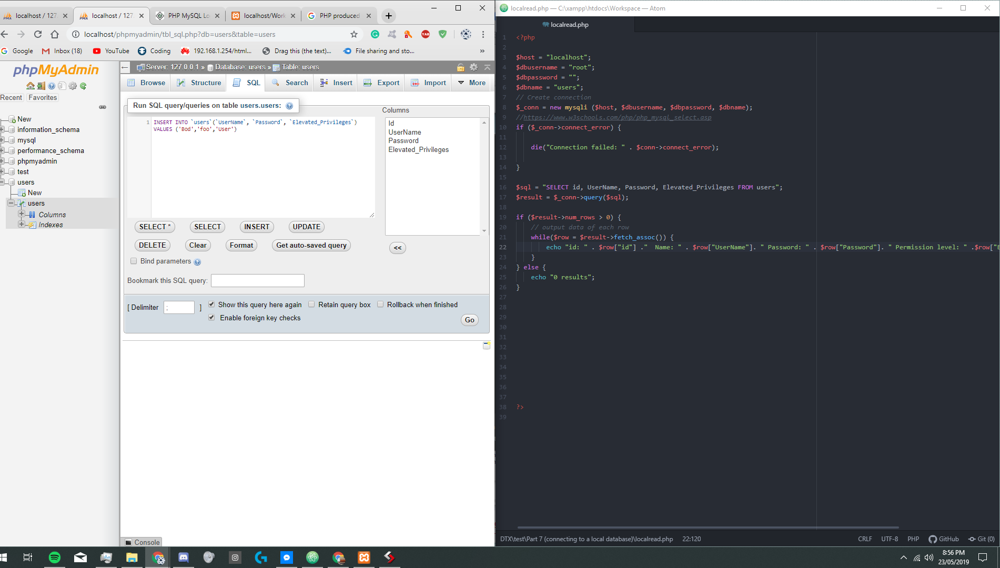 localhost / 127
localhost / 127.
PHP MySQL Lo
localhost/Work
PHP produced
localhost/phpmyadmin/tbl_sql.php?db=users&table=users
Google
Inbox (18)
YouTube
Coding
192.168.1.254/html...
Drag this (the text)...
File sharing and sto...
»
phpMyAdmin
Recent
Favorites
New
information_schema
mysql
performance_schema
phpmyadmin
test
users
New
users
Columns
Indexes
Server: 127.0.0.1 » Database: users » Table: users
Browse
Structure
SQL
Search
Insert
Export
Import
More
Run SQL query/queries on table users.users:
1 INSERT INTO `users`(`UserName`, `Password`, `Elevated_Privileges`)
VALUES ('Bod','foo','User')
Columns
Id
UserName
Password
Elevated_Privileges
SELECT *
SELECT
INSERT
UPDATE
DELETE
Clear
Format
Get auto-saved query
<<
Bind parameters
Bookmark this SQL query:
[ Delimiter ; ]
Show this query here again
Retain query box
Rollback when finished
Enable foreign key checks
Go
Console
localread.php — C:\xampp\htdocs\Workspace — Atom
localread.php
1 <?php
2
3 $host = "localhost";
4 $dbusername = "root";
5 $dbpassword = "";
6 $dbname = "users";
7 // Create connection
8 $_conn = new mysqli ($host, $dbusername, $dbpassword, $dbname);
9 //https://www.w3schools.com/php/php_mysql_select.asp
10 if ($_conn->connect_error) {
11
12 die("Connection failed: " . $conn->connect_error);
13
14 }
15
16 $sql = "SELECT id, UserName, Password, Elevated_Privileges FROM users";
17 $result = $_conn->query($sql);
18
19 if ($result->num_rows > 0) {
20 // output data of each row
21 while($row = $result->fetch_assoc()) {
22 echo "id: " . $row["id"] ."  Name: " . $row["UserName"]. " Password: " . $row["Password"]. " Permission level: " .$row["E
23 }
24 } else {
25 echo "0 results";
26 }
27
28
29
30
31
32
33
34
35
36
37
38 ?>
39
DTX\test\Part 7 (connecting to a local database)\localread.php
22:120
CRLF
UTF-8
PHP
GitHub
Git (0)
8:56 PM
23/05/2019